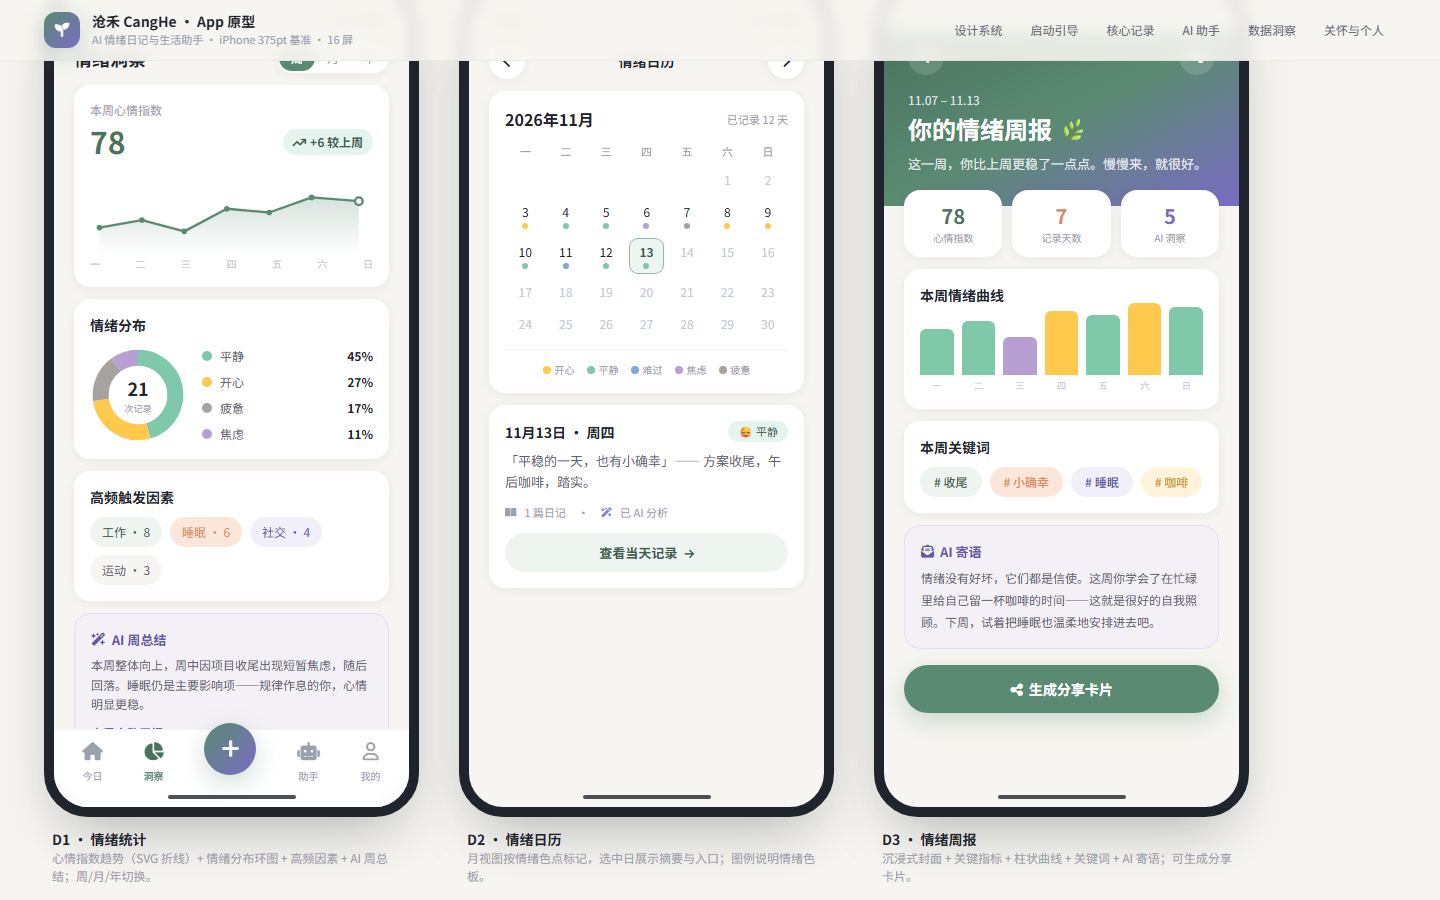 沧禾 CangHe · App 原型
AI 情绪日记与生活助手 · iPhone 375pt 基准 · 16 屏
设计系统
启动引导
核心记录
AI 助手
数据洞察
关怀与个人
情绪洞察
周
本周心情指数
78
+6 较上周
一 二 三 四 五 六 日
情绪分布
21
次记录
平静 45%
开心 27%
疲惫 17%
焦虑 11%
高频触发因素
工作 · 8
睡眠 · 6
社交 · 4
运动 · 3
AI 周总结
本周整体向上，周中因项目收尾出现短暂焦虑，随后
回落。睡眠仍是主要影响项——规律作息的你，心情
明显更稳。
今日
洞察
助手
我的
D1 · 情绪统计
心情指数趋势（SVG 折线）+ 情绪分布环图 + 高频因素 + AI 周总
结；周/月/年切换。
情绪日历
2026年11月
已记录 12 天
一 二 三 四 五 六 日
1 2
3 4 5 6 7 8 9
10 11 12 13 14 15 16
17 18 19 20 21 22 23
24 25 26 27 28 29 30
开心 平静 难过 焦虑 疲惫
11月13日 · 周四
平静
「平稳的一天，也有小确幸」—— 方案收尾，午
后咖啡，踏实。
1 篇日记 · 已 AI 分析
查看当天记录 →
D2 · 情绪日历
月视图按情绪色点标记，选中日展示摘要与入口；图例说明情绪色
板。
11.07 – 11.13
你的情绪周报
这一周，你比上周更稳了一点点。慢慢来，就很好。
78
心情指数
7
记录天数
5
AI 洞察
本周情绪曲线
一 二 三 四 五 六 日
本周关键词
# 收尾
# 小确幸
# 睡眠
# 咖啡
AI 寄语
情绪没有好坏，它们都是信使。这周你学会了在忙碌
里给自己留一杯咖啡的时间——这就是很好的自我照
顾。下周，试着把睡眠也温柔地安排进去吧。
生成分享卡片
D3 · 情绪周报
沉浸式封面 + 关键指标 + 柱状曲线 + 关键词 + AI 寄语；可生成分享
卡片。